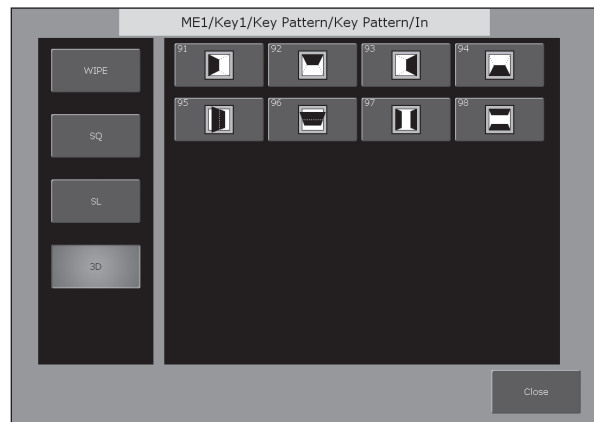 ME1/Key1/Key Pattern/Key Pattern/In
WIPE
SQ
SL
3D
91
92
93
94
95
96
97
98
Close